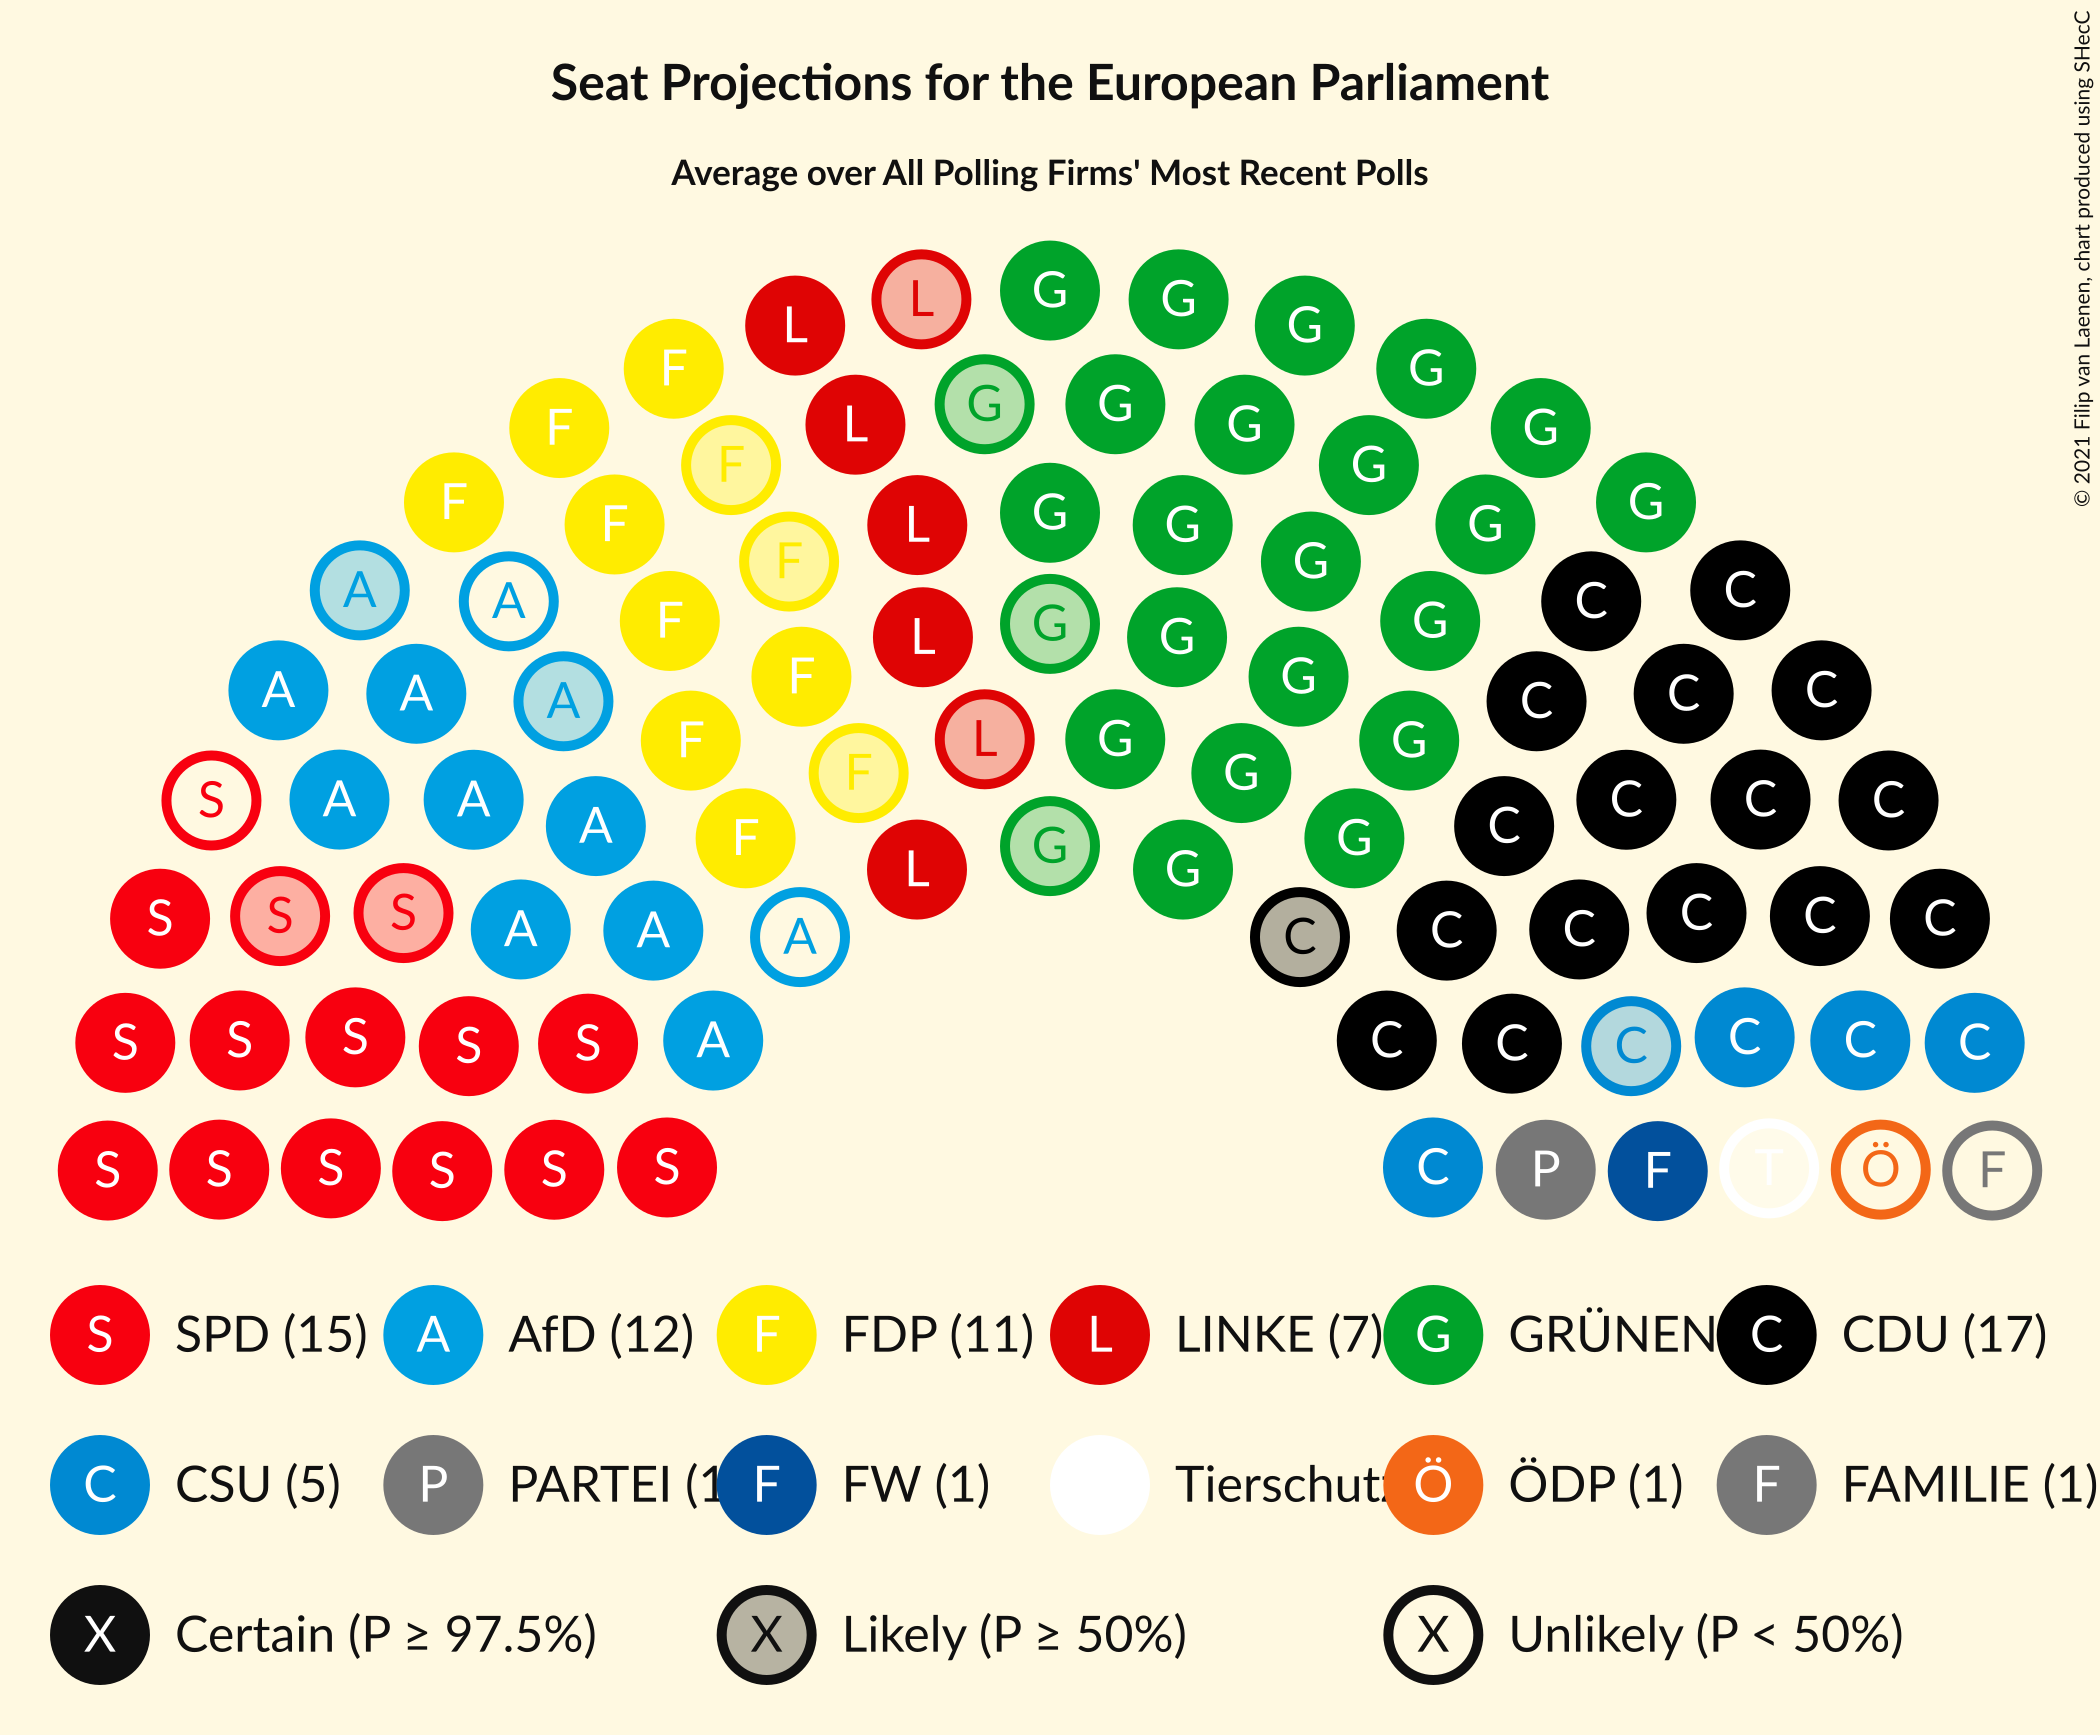 Seat Projections for the European Parliament
Average over All Polling Firms' Most Recent Polls
© 2021 Filip van Laenen, chart produced using SHecC
L G G G
L G
F G
F L G G G
F G
F F G G
F F L G G G G
F G
F G C C
A A F L G G G G
F G
A A A F L G G C C C C
A A A F F G G C C C C
S A A A F L G G G C C C C
S S S A A A C C C C C C
S S S S S A C C C C C C
S S S S S S C P F T Ö F
S SPD (15) A AfD (12) F FDP (11) L LINKE (7) G GRÜNEN C CDU (17)
C CSU (5) P PARTEI (1 F FW (1) Tierschutz Ö ÖDP (1) F FAMILIE (1)
X Certain (P ≥ 97.5%) X Likely (P ≥ 50%) X Unlikely (P < 50%)